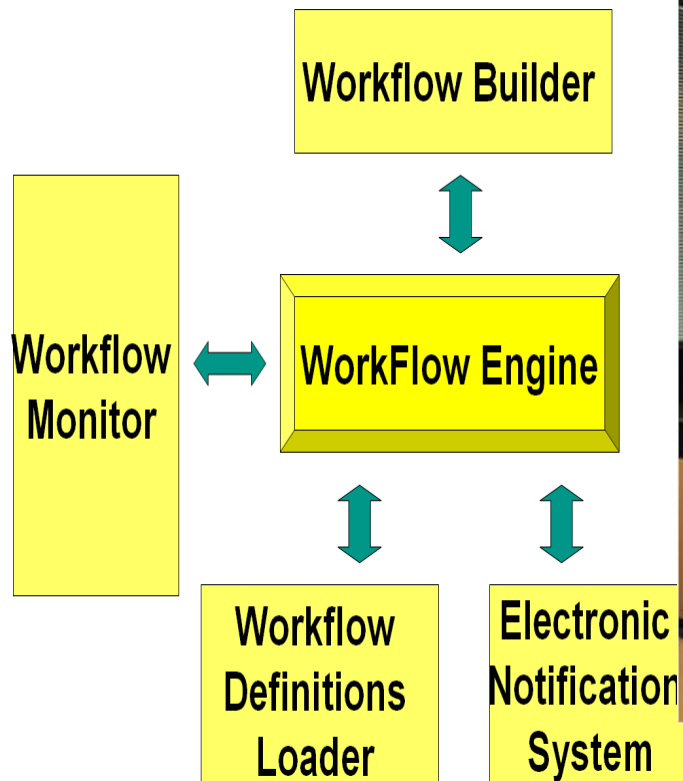 Workflow Builder
Workflow
Monitor
WorkFlow Engine
Workflow
Definitions
Loader
Electronic
Notification
System